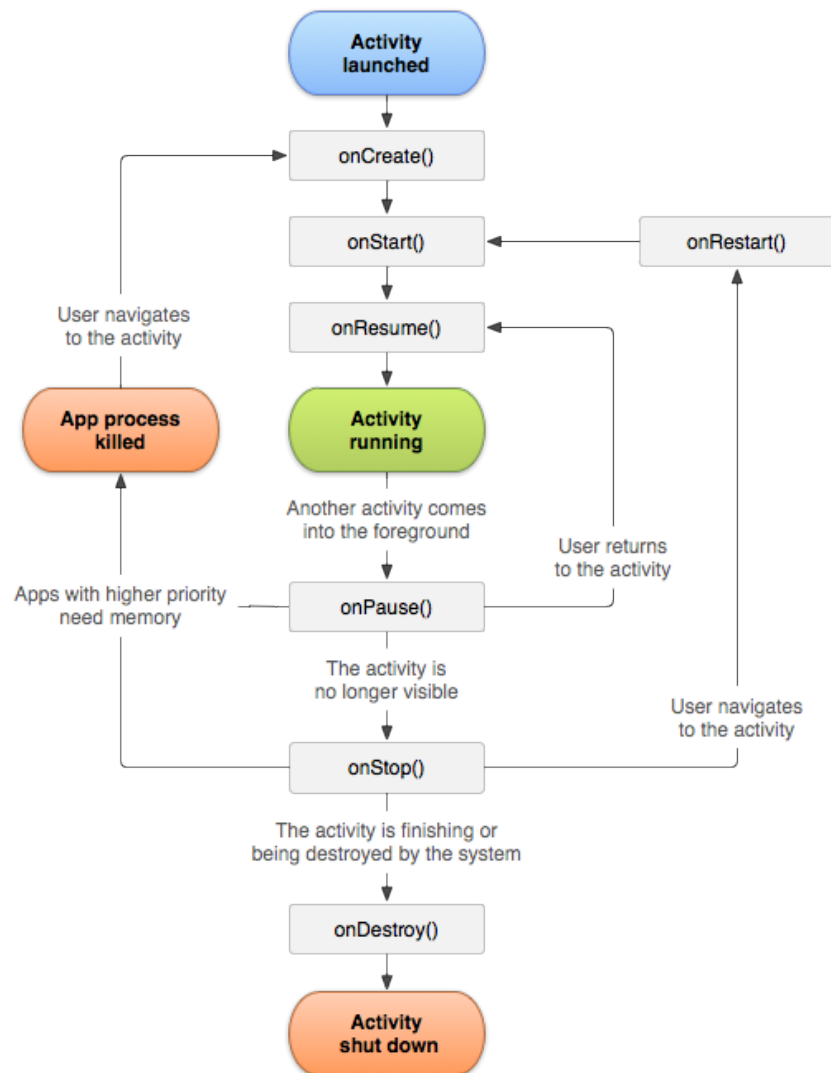 Activity
launched
onCreate()
onStart()
onRestart()
User navigates
to the activity
onResume()
App process
killed
Activity
running
Another activity comes
into the foreground
User returns
to the activity
Apps with higher priority
need memory
onPause()
The activity is
no longer visible
User navigates
to the activity
onStop()
The activity is finishing or
being destroyed by the system
onDestroy()
Activity
shut down